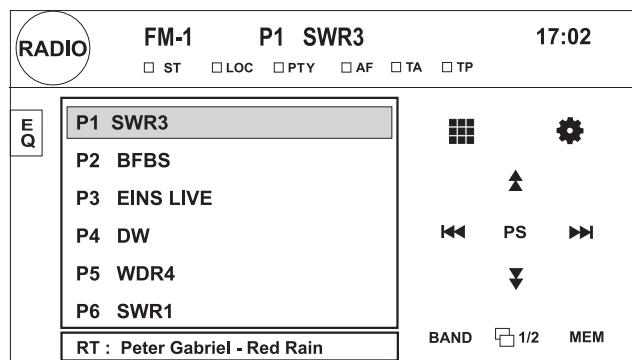 RADIO FM-1 P1 SWR3 17:02
ST LOC PTY AF TA TP
EQ
P1 SWR3
P2 BFBS
P3 EINS LIVE
P4 DW
PS
P5 WDR4
P6 SWR1
BAND 1/2 MEM
RT : Peter Gabriel - Red Rain